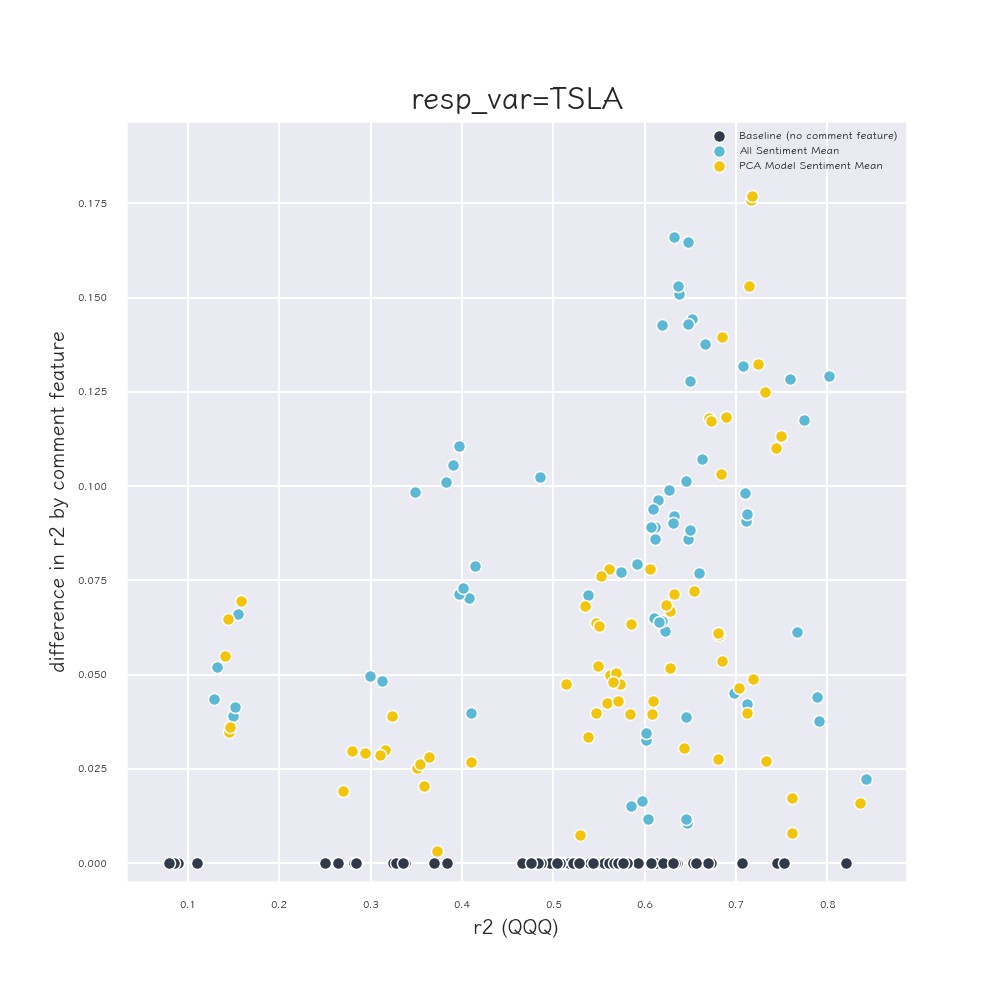 resp_var=TSLA
Baseline (no comment feature)
All Sentiment Mean
PCA Model Sentiment Mean
0.175
0.150
0.125
0.100
0.075
0.050
0.025
0.000
difference in r2 by comment feature
0.1 0.2 0.3 0.4 0.5 0.6 0.7 0.8
r2 (QQQ)